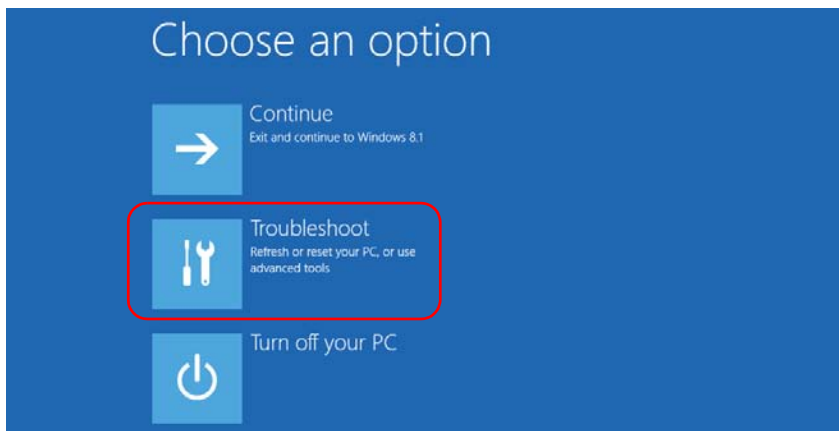 Choose an option
Continue
Exit and continue to Windows 8.1
Troubleshoot
Refresh or reset your PC, or use
advanced tools
Turn off your PC